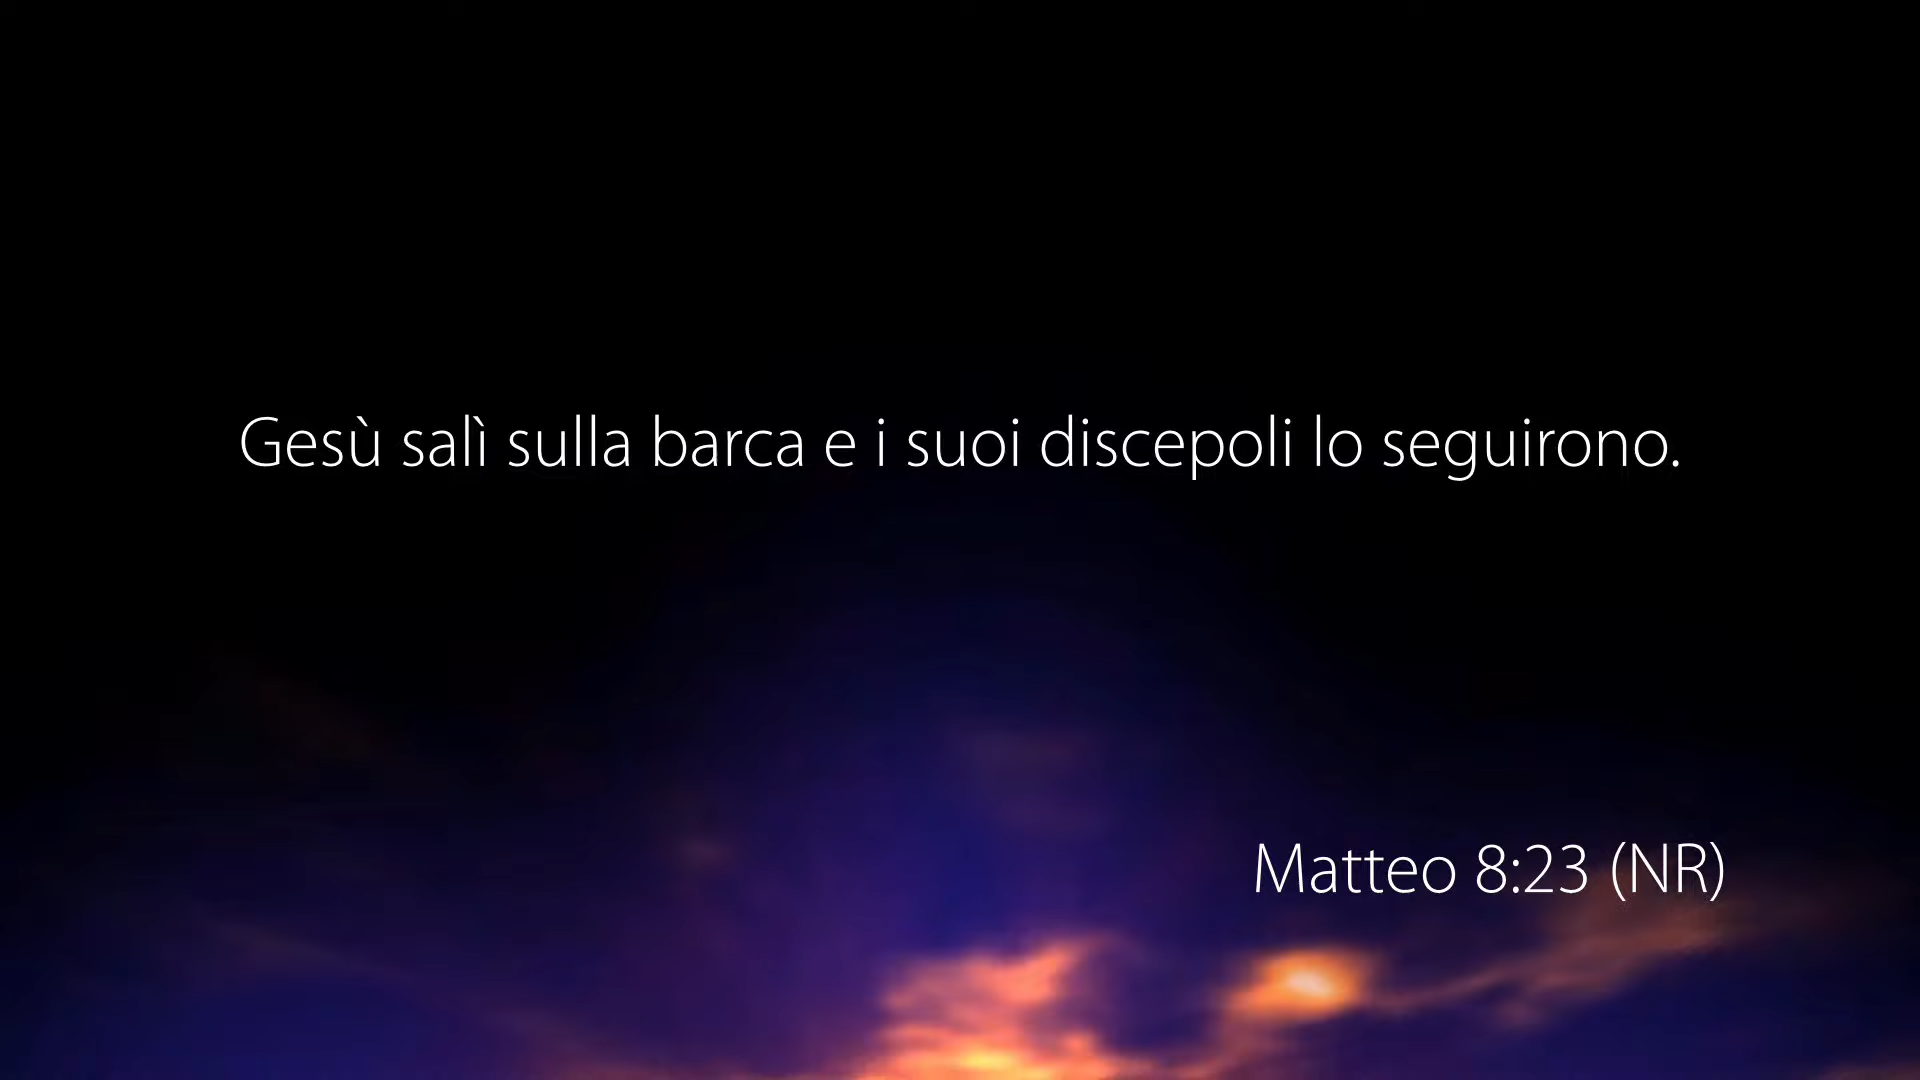 Gesù salì sulla barca e i suoi discepoli lo seguirono.
Matteo 8:23 (NR)